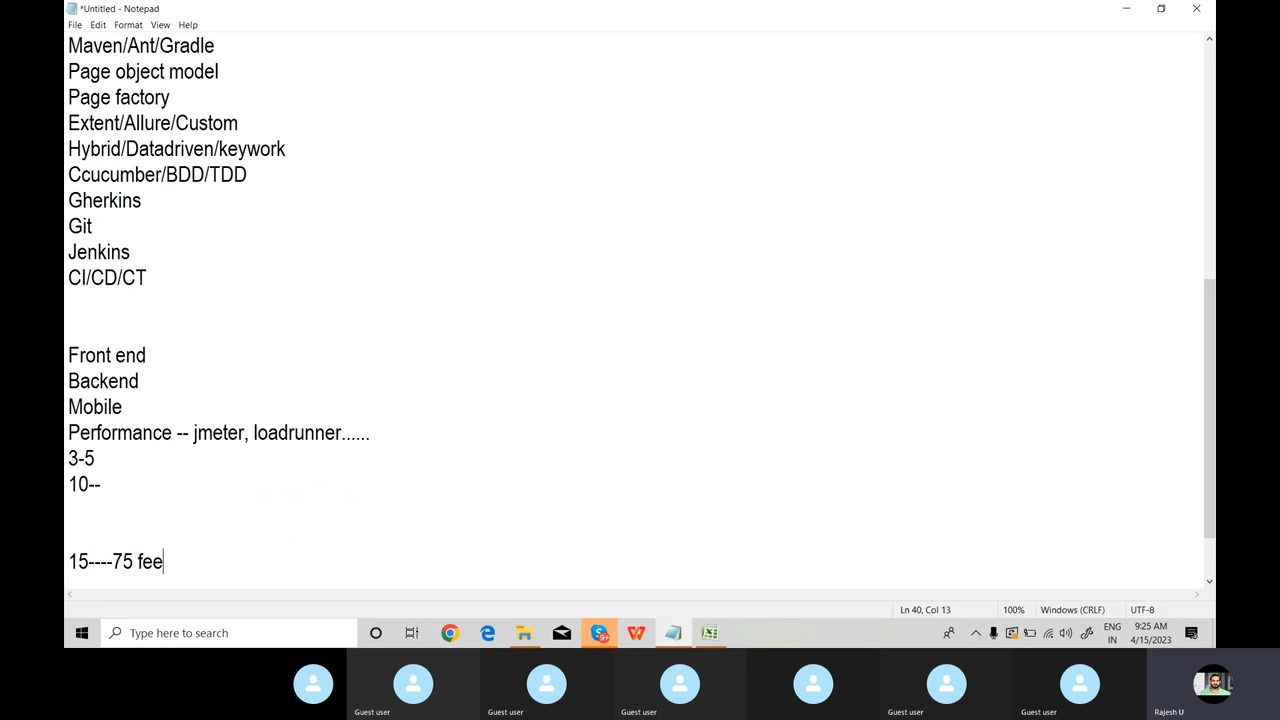 *Untitled - Notepad
File Edit Format View Help
Maven/Ant/Gradle
Page object model
Page factory
Extent/Allure/Custom
Hybrid/Datadriven/keywork
Ccucumber/BDD/TDD
Gherkins
Git
Jenkins
CI/CD/CT
Front end
Backend
Mobile
Performance -- jmeter, loadrunner......
3-5
10--
15----75 fee
Ln 40, Col 13 100% Windows (CRLF) UTF-8
Type here to search
9+
ENG
IN
9:25 AM
4/15/2023
Guest user Guest user Guest user Guest user Guest user Rajesh U